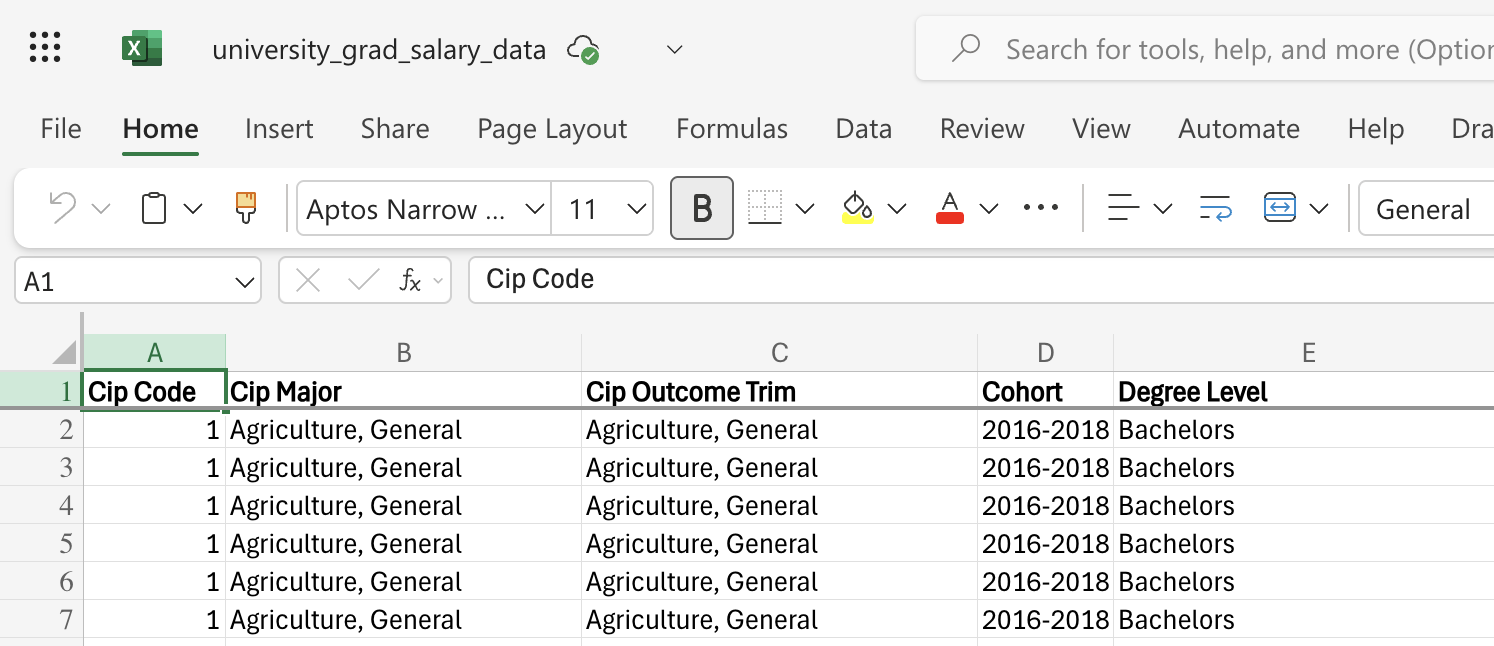 X university_grad_salary_data Search for tools, help, and more (Option
File Home Insert Share Page Layout Formulas Data Review View Automate Help Dra
Aptos Narrow ... 11 B A General
A1 fx Cip Code
A B C D E
1 Cip Code Cip Major Cip Outcome Trim Cohort Degree Level
2 1 Agriculture, General Agriculture, General 2016-2018 Bachelors
3 1 Agriculture, General Agriculture, General 2016-2018 Bachelors
4 1 Agriculture, General Agriculture, General 2016-2018 Bachelors
5 1 Agriculture, General Agriculture, General 2016-2018 Bachelors
6 1 Agriculture, General Agriculture, General 2016-2018 Bachelors
7 1 Agriculture, General Agriculture, General 2016-2018 Bachelors